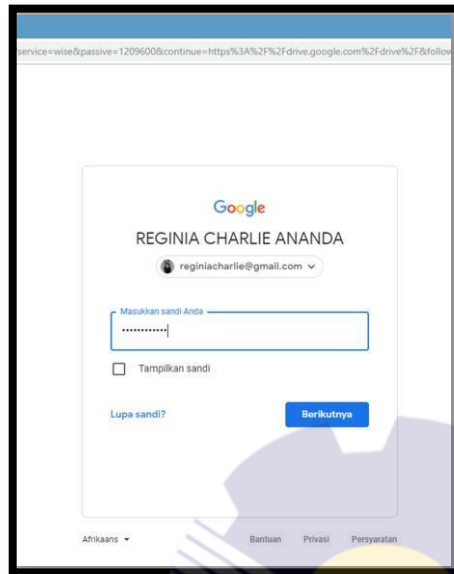 service=wise&passive=1209600&continue=https%3A%2F%2Fdrive.google.com%2Fdrive%2F&follow
Google
REGINIA CHARLIE ANANDA
reginiacharlie@gmail.com
Masukkan sandi Anda
••••••••••••
Tampilkan sandi
Lupa sandi?
Berikutnya
Afrikaans
Bantuan Privasi Persyaratan